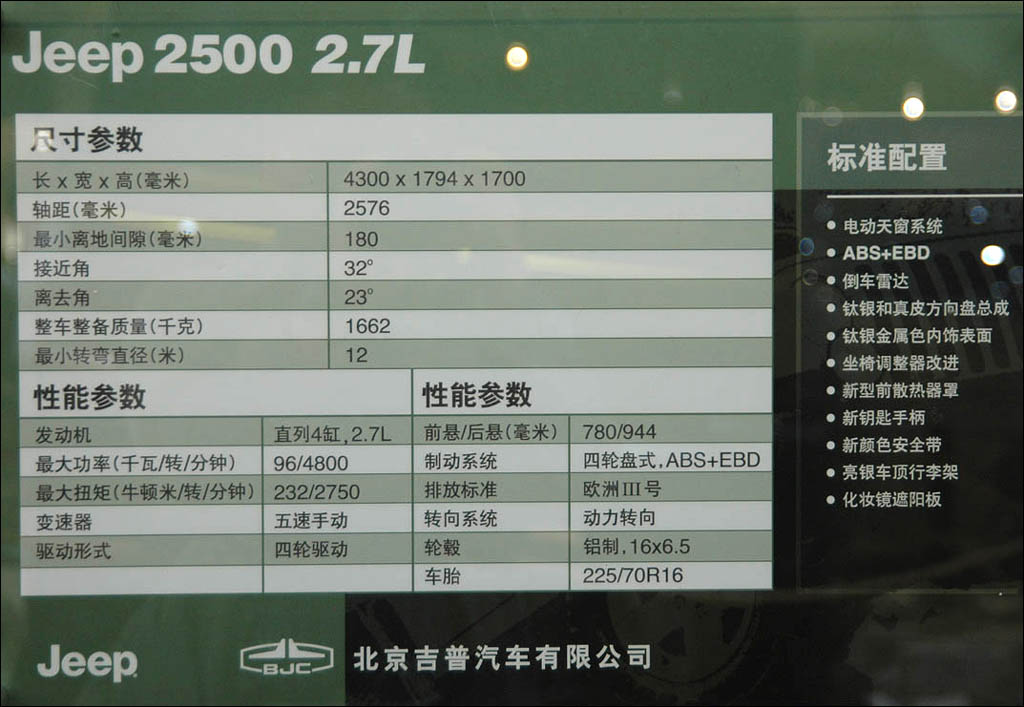 Jeep 2500 2.7L
尺寸参数
长 x 宽 x 高(毫米) 4300 x 1794 x 1700
轴距(毫米) 2576
最小离地间隙(毫米) 180
接近角 32°
离去角 23°
整车整备质量(千克) 1662
最小转弯直径(米) 12
性能参数 性能参数
发动机 直列4缸,2.7L 前悬/后悬(毫米) 780/944
最大功率(千瓦/转/分钟) 96/4800 制动系统 四轮盘式,ABS+EBD
最大扭矩(牛顿米/转/分钟) 232/2750 排放标准 欧洲III号
变速器 五速手动 转向系统 动力转向
驱动形式 四轮驱动 轮毂 铝制,16x6.5
车胎 225/70R16
标准配置
● 电动天窗系统
● ABS+EBD
● 倒车雷达
● 钛银和真皮方向盘总成
● 钛银金属色内饰表面
● 坐椅调整器改进
● 新型前散热器罩
● 新钥匙手柄
● 新颜色安全带
● 亮银车顶行李架
● 化妆镜遮阳板
Jeep
BJC 北京吉普汽车有限公司